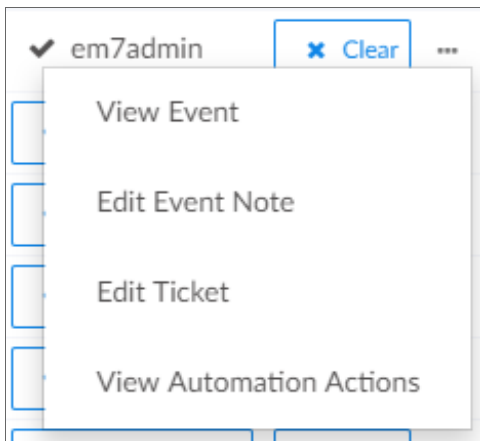 em7admin Clear
View Event
Edit Event Note
Edit Ticket
View Automation Actions